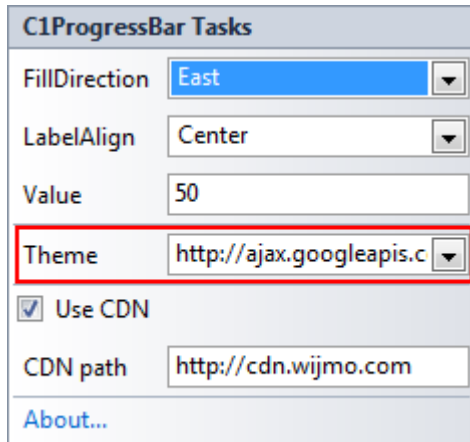 C1ProgressBar Tasks
FillDirection East
LabelAlign Center
Value 50
Theme http://ajax.googleapis.c
Use CDN
CDN path http://cdn.wijmo.com
About...